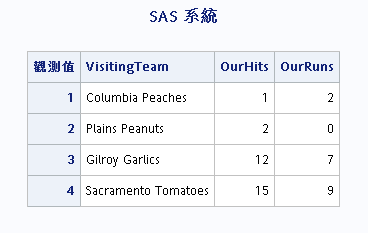 SAS 系統
觀測值 VisitingTeam OurHits OurRuns
1 Columbia Peaches 1 2
2 Plains Peanuts 2 0
3 Gilroy Garlics 12 7
4 Sacramento Tomatoes 15 9